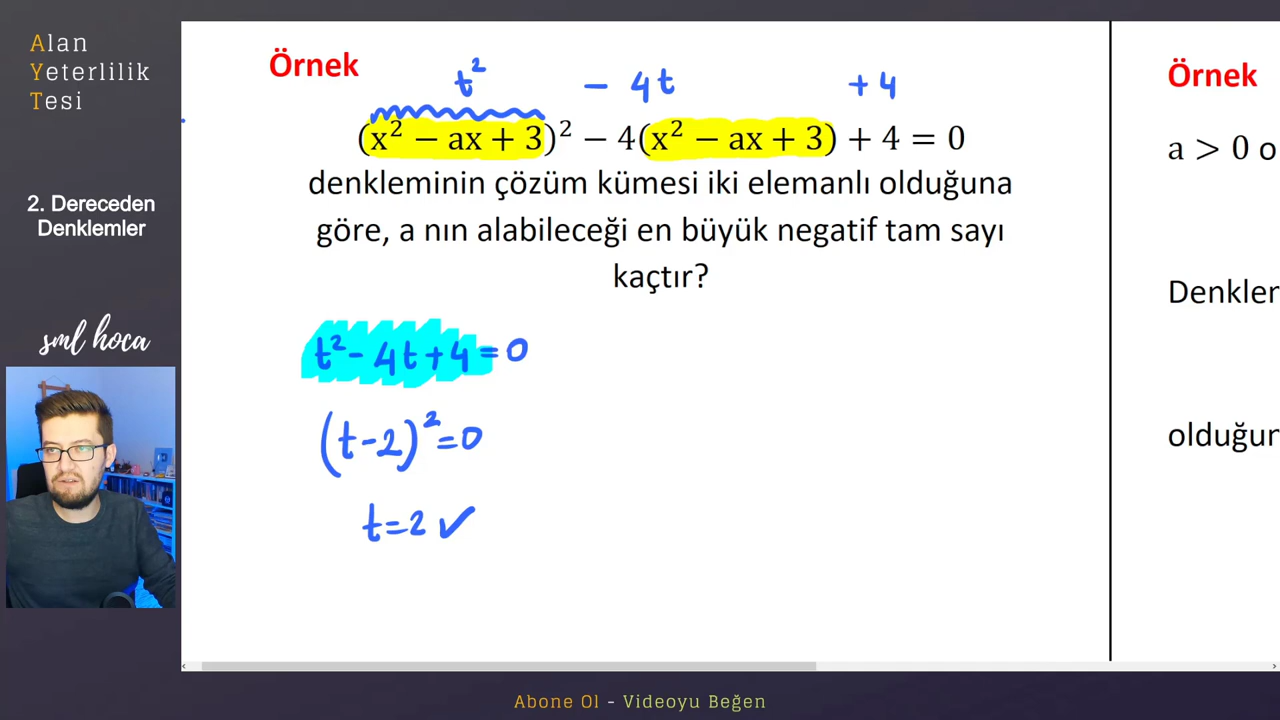 Alan
Yeterlilik
Tesi
2. Dereceden
Denklemler
sml hoca
Örnek
t² - 4t + 4
(x² − ax + 3)² − 4(x² − ax + 3) + 4 = 0
denkleminin çözüm kümesi iki elemanlı olduğuna
göre, a nın alabileceği en büyük negatif tam sayı
kaçtır?
t² - 4t + 4 = 0
(t - 2)² = 0
t = 2 ✓
Örnek
a > 0 o
Denkler
olduğur
Abone Ol - Videoyu Beğen